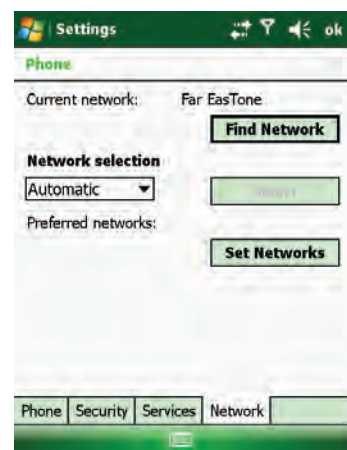 Settings
ok
Phone
Current network: Far EasTone
Find Network
Network selection
Automatic
Preferred networks:
Set Networks
Phone Security Services Network